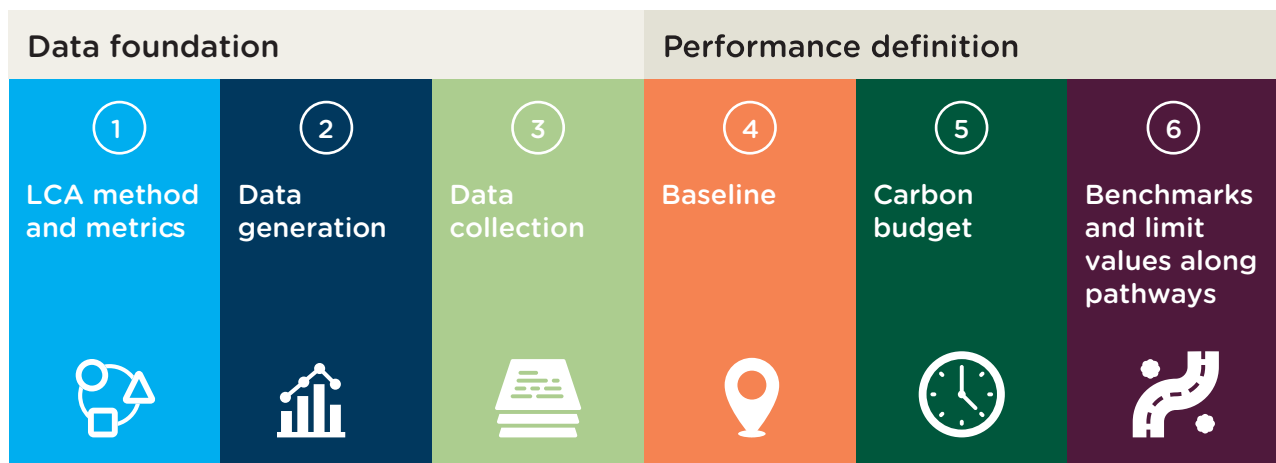 Data foundation
Performance definition
1
LCA method
and metrics
2
Data
generation
3
Data
collection
4
Baseline
5
Carbon
budget
6
Benchmarks
and limit
values along
pathways